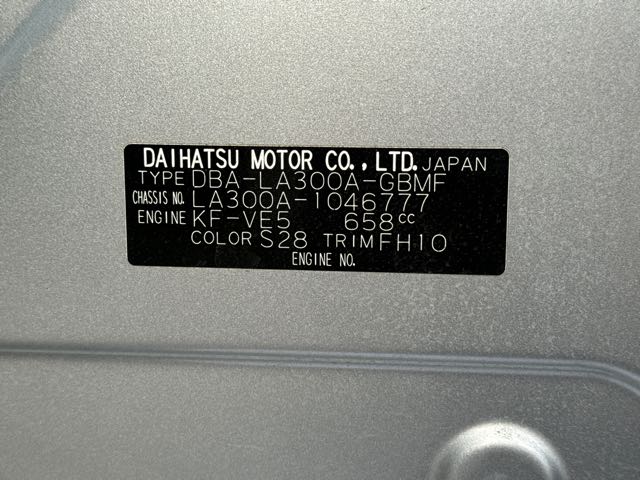 DAIHATSU MOTOR CO., LTD. JAPAN
TYPE DBA-LA300A-GBMF
CHASSIS NO. LA300A-1046777
ENGINE KF-VE5 658cc
COLOR S28 TRIM FH10
ENGINE NO.